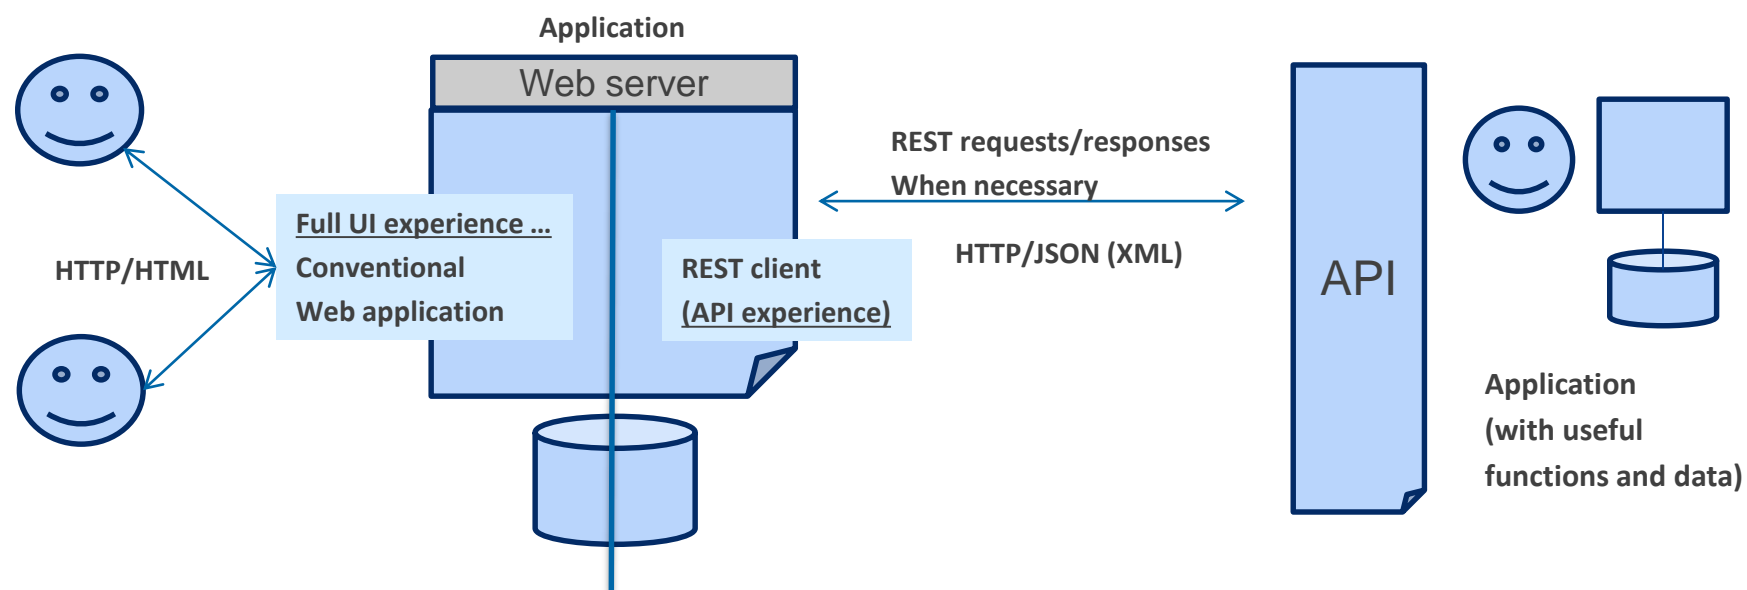 Application
Web server
REST requests/responses
When necessary
Full UI experience …
Conventional
Web application
HTTP/HTML
REST client
(API experience)
HTTP/JSON (XML)
API
Application
(with useful
functions and data)